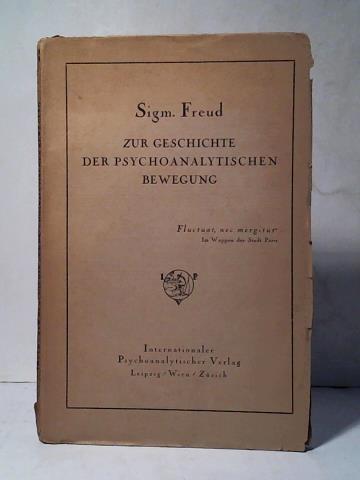 Sigm. Freud
ZUR GESCHICHTE
DER PSYCHOANALYTISCHEN
BEWEGUNG
Fluctuat, nec mergitur
Im Wappen der Stadt Paris
I P
Internationaler
Psychoanalytischer Verlag
Leipzig / Wien / Zürich